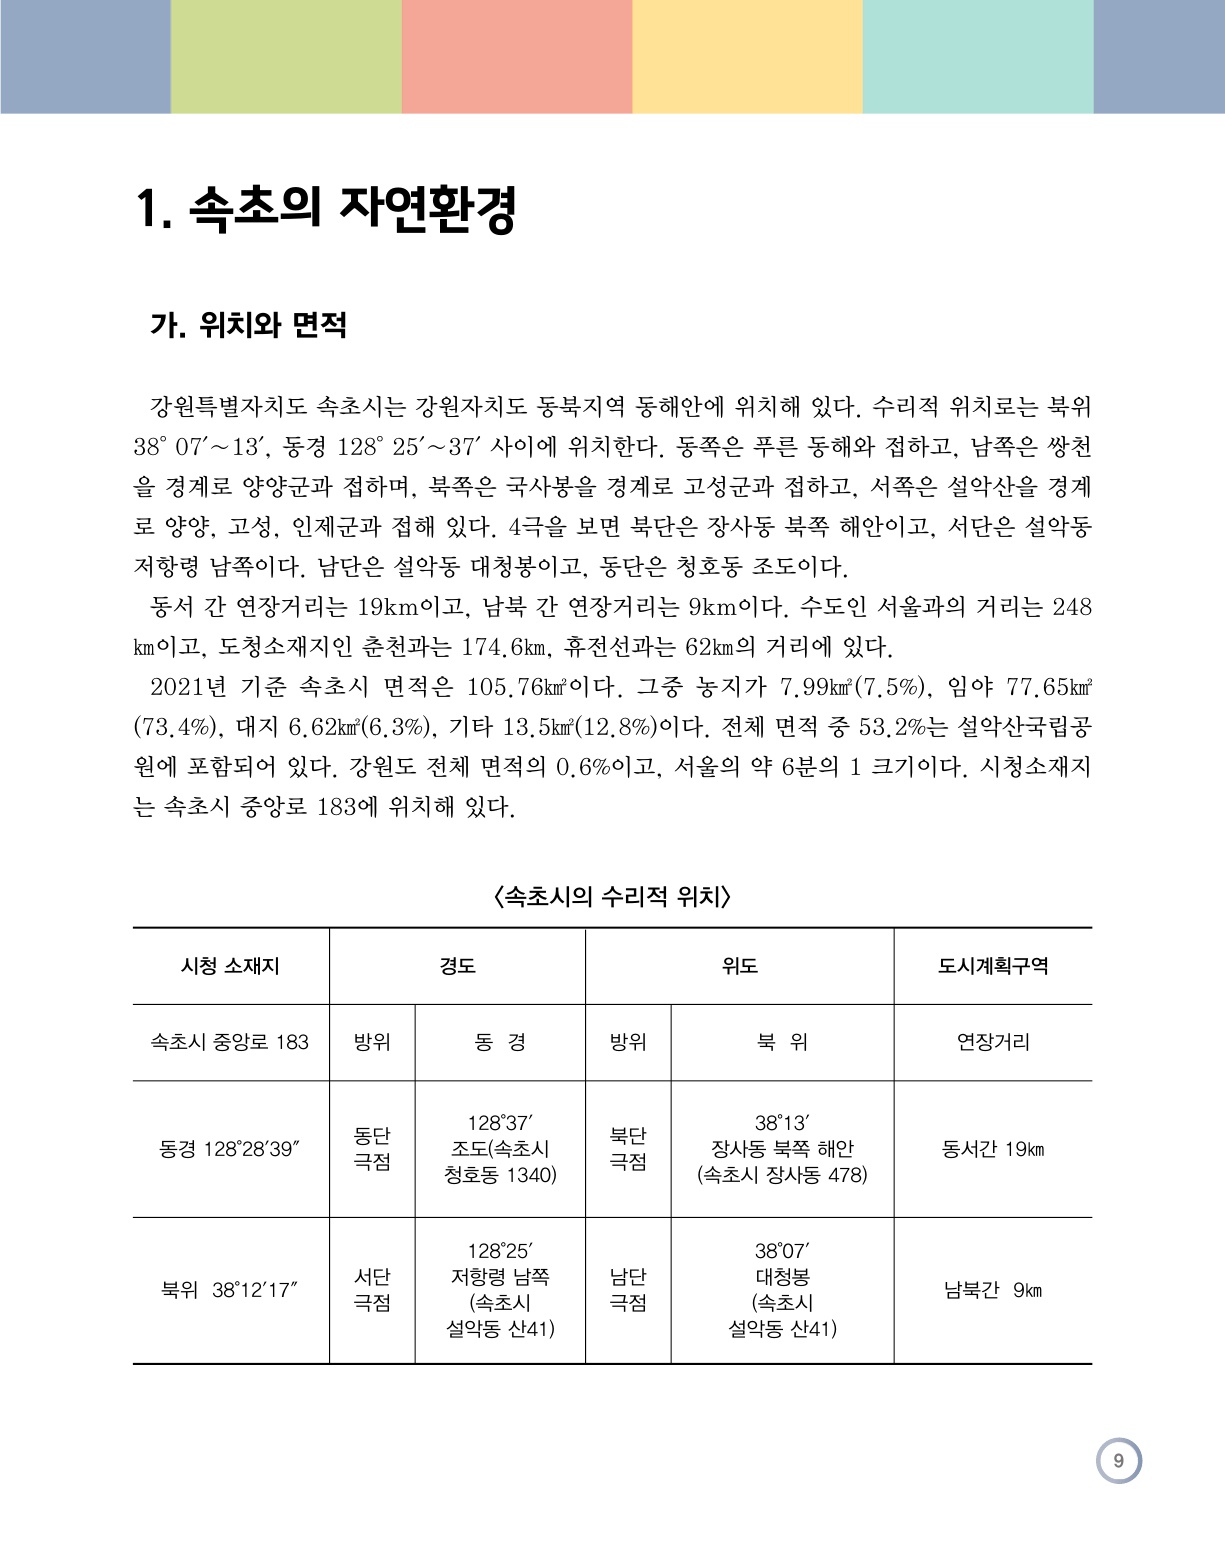 1. 속초의 자연환경
가. 위치와 면적
강원특별자치도 속초시는 강원자치도 동북지역 동해안에 위치해 있다. 수리적 위치로는 북위
38° 07′~13′, 동경 128° 25′~37′ 사이에 위치한다. 동쪽은 푸른 동해와 접하고, 남쪽은 쌍천
을 경계로 양양군과 접하며, 북쪽은 국사봉을 경계로 고성군과 접하고, 서쪽은 설악산을 경계
로 양양, 고성, 인제군과 접해 있다. 4극을 보면 북단은 장사동 북쪽 해안이고, 서단은 설악동
저항령 남쪽이다. 남단은 설악동 대청봉이고, 동단은 청호동 조도이다.
동서 간 연장거리는 19km이고, 남북 간 연장거리는 9km이다. 수도인 서울과의 거리는 248
㎞이고, 도청소재지인 춘천과는 174.6㎞, 휴전선과는 62㎞의 거리에 있다.
2021년 기준 속초시 면적은 105.76㎢이다. 그중 농지가 7.99㎢(7.5%), 임야 77.65㎢
(73.4%), 대지 6.62㎢(6.3%), 기타 13.5㎢(12.8%)이다. 전체 면적 중 53.2%는 설악산국립공
원에 포함되어 있다. 강원도 전체 면적의 0.6%이고, 서울의 약 6분의 1 크기이다. 시청소재지
는 속초시 중앙로 183에 위치해 있다.
〈속초시의 수리적 위치〉
시청 소재지 경도 위도 도시계획구역
속초시 중앙로 183 방위 동 경 방위 북 위 연장거리
동경 128°28′39″
동단
극점
128°37′
조도(속초시
청호동 1340)
북단
극점
38°13′
장사동 북쪽 해안
(속초시 장사동 478)
동서간 19㎞
북위 38°12′17″
서단
극점
128°25′
저항령 남쪽
(속초시
설악동 산41)
남단
극점
38°07′
대청봉
(속초시
설악동 산41)
남북간 9㎞
9